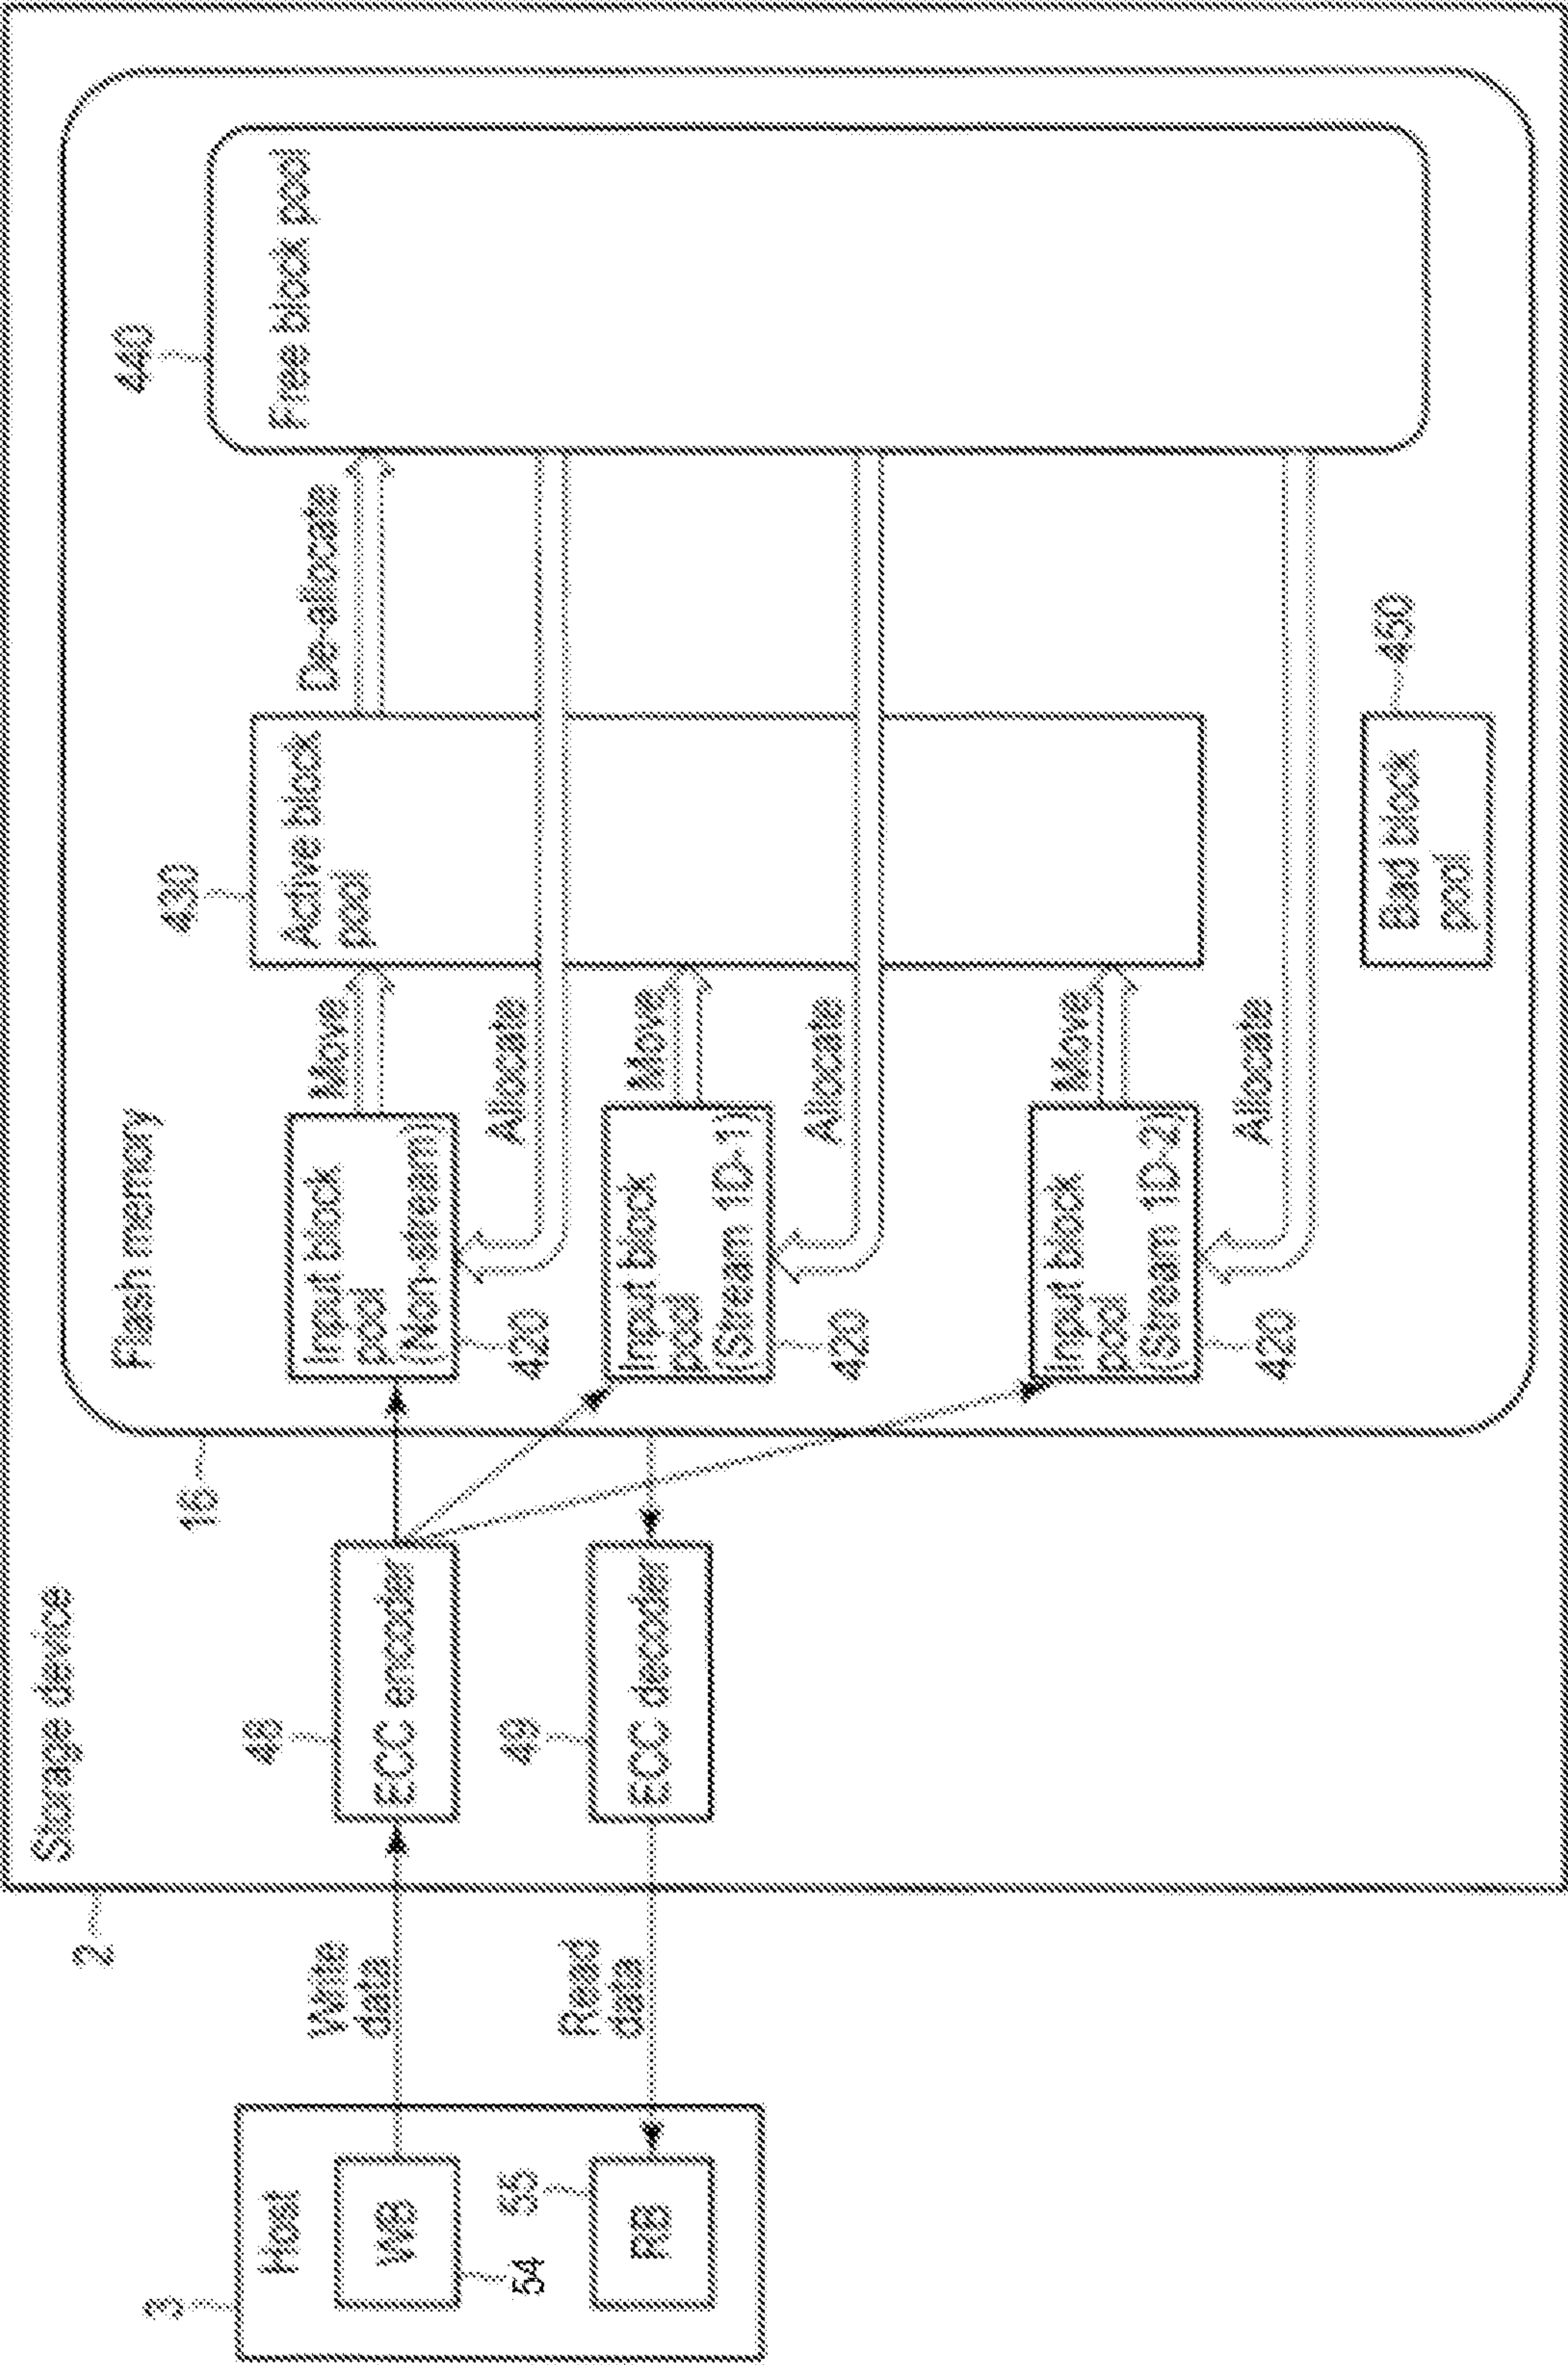 3
Host
WB
54
55
RB
Write
data
Read
data
2
Storage device
48
ECC encoder
49
ECC decoder
16
Flash memory
Input block
pool
(Non-stream)
420
Input block
pool
(Stream ID-1)
420
Input block
pool
(Stream ID-2)
420
Move
Allocate
Move
Allocate
Move
Allocate
430
Active block
pool
De-allocate
440
Free block pool
Bad block
pool
450